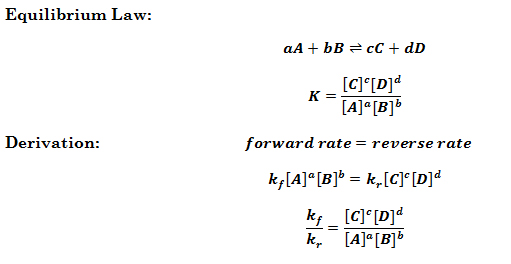 Equilibrium Law:
aA + bB ⇌ cC + dD
K = [C]ᶜ[D]ᵈ / [A]ᵃ[B]ᵇ
Derivation: forward rate = reverse rate
k_f[A]ᵃ[B]ᵇ = k_r[C]ᶜ[D]ᵈ
k_f / k_r = [C]ᶜ[D]ᵈ / [A]ᵃ[B]ᵇ